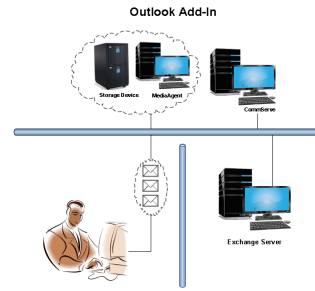 Outlook Add-In
Storage Device
MediaAgent
CommServe
Exchange Server